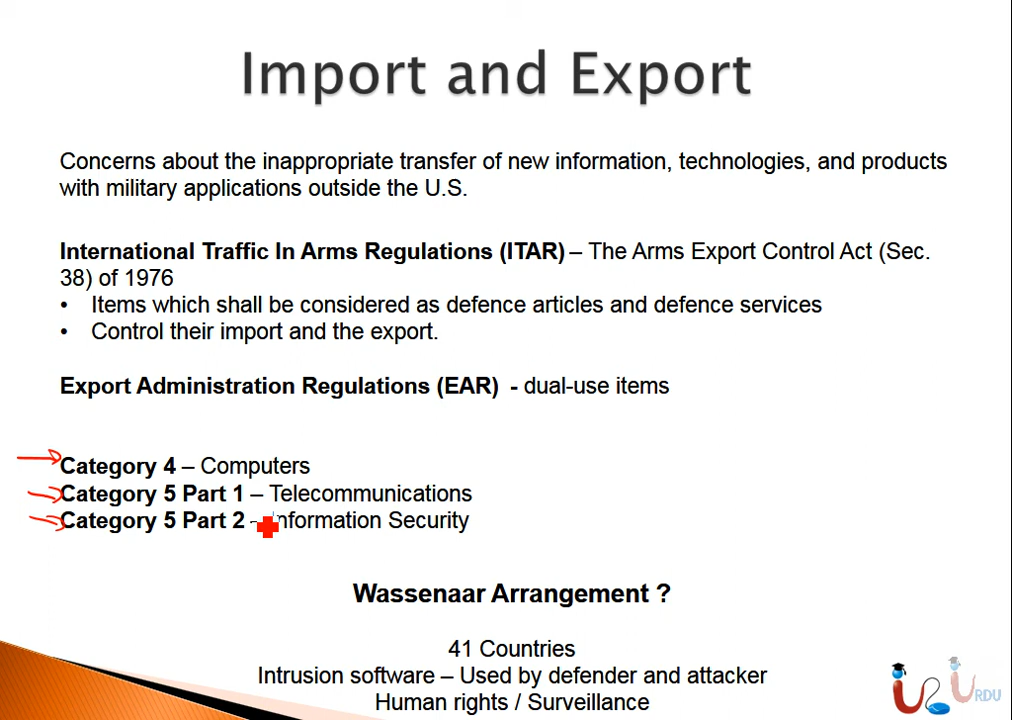 Import and Export
Concerns about the inappropriate transfer of new information, technologies, and products
with military applications outside the U.S.
International Traffic In Arms Regulations (ITAR) – The Arms Export Control Act (Sec.
38) of 1976
• Items which shall be considered as defence articles and defence services
• Control their import and the export.
Export Administration Regulations (EAR) - dual-use items
Category 4 – Computers
Category 5 Part 1 – Telecommunications
Category 5 Part 2 - Information Security
Wassenaar Arrangement ?
41 Countries
Intrusion software – Used by defender and attacker
Human rights / Surveillance
URDU